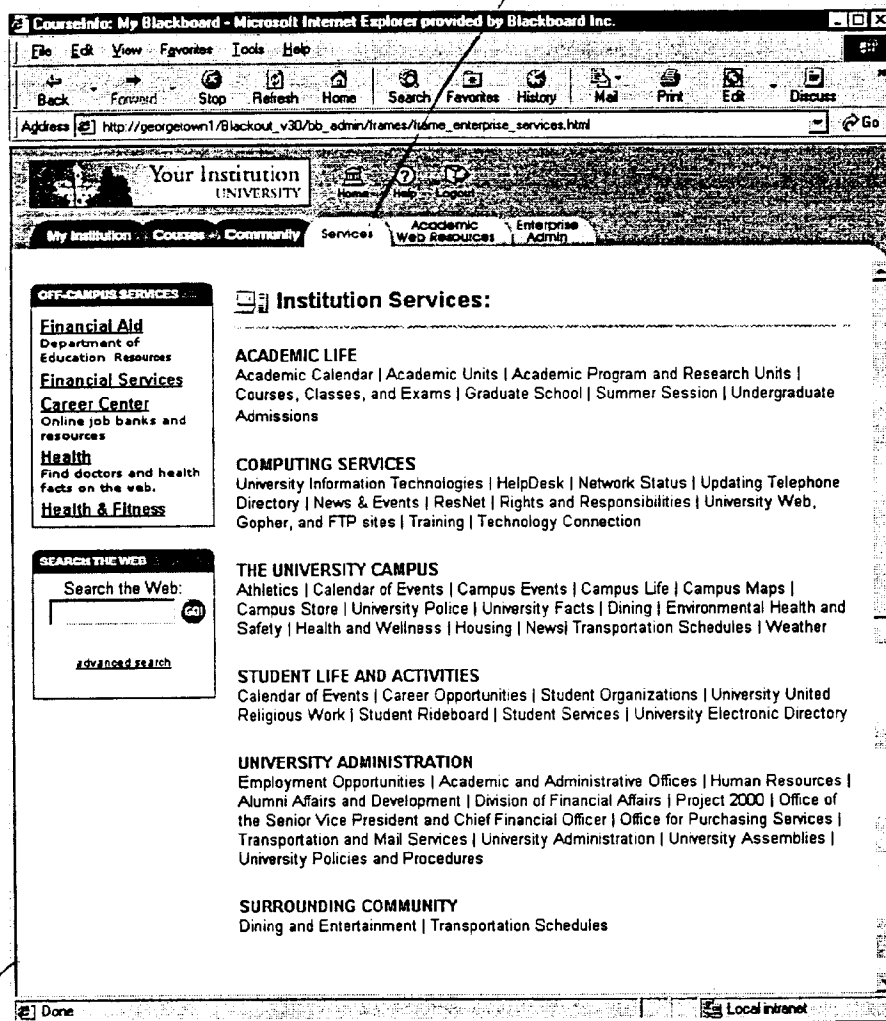 CourseInfo: My Blackboard - Microsoft Internet Explorer provided by Blackboard Inc.
File Edit View Favorites Tools Help
Back Forward Stop Refresh Home Search Favorites History Mail Print Edit Discuss
Address http://georgetown1/Blackout_v30/bb_admin/frames/frame_enterprise_services.html Go
Your Institution
UNIVERSITY
Home Help Logout
My Institution Courses Community Services Academic Web Resources Enterprise Admin
OFF-CAMPUS SERVICES
Financial Aid
Department of
Education Resources
Financial Services
Career Center
Online job banks and
resources
Health
Find doctors and health
facts on the web.
Health & Fitness
SEARCH THE WEB
Search the Web:
GO!
advanced search
Institution Services:
ACADEMIC LIFE
Academic Calendar | Academic Units | Academic Program and Research Units |
Courses, Classes, and Exams | Graduate School | Summer Session | Undergraduate
Admissions
COMPUTING SERVICES
University Information Technologies | HelpDesk | Network Status | Updating Telephone
Directory | News & Events | ResNet | Rights and Responsibilities | University Web,
Gopher, and FTP sites | Training | Technology Connection
THE UNIVERSITY CAMPUS
Athletics | Calendar of Events | Campus Events | Campus Life | Campus Maps |
Campus Store | University Police | University Facts | Dining | Environmental Health and
Safety | Health and Wellness | Housing | News| Transportation Schedules | Weather
STUDENT LIFE AND ACTIVITIES
Calendar of Events | Career Opportunities | Student Organizations | University United
Religious Work | Student Rideboard | Student Services | University Electronic Directory
UNIVERSITY ADMINISTRATION
Employment Opportunities | Academic and Administrative Offices | Human Resources |
Alumni Affairs and Development | Division of Financial Affairs | Project 2000 | Office of
the Senior Vice President and Chief Financial Officer | Office for Purchasing Services |
Transportation and Mail Services | University Administration | University Assemblies |
University Policies and Procedures
SURROUNDING COMMUNITY
Dining and Entertainment | Transportation Schedules
Done Local intranet